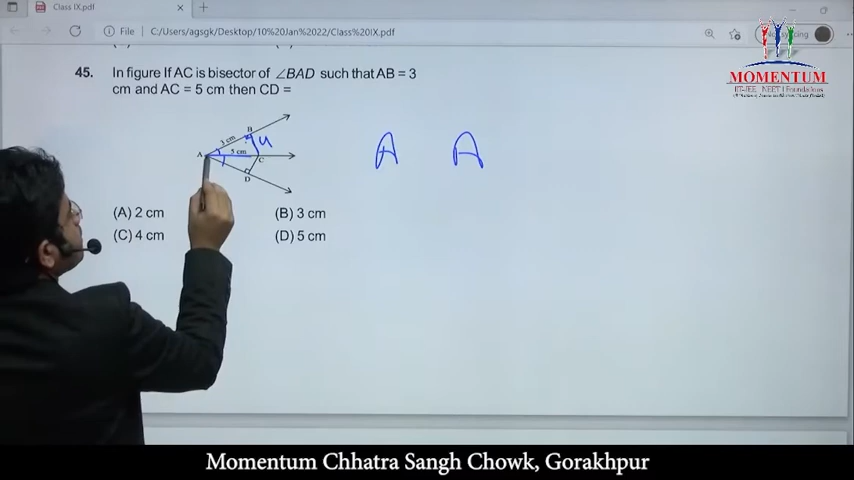 Class IX.pdf
File
C:/Users/agsgk/Desktop/10%20Jan%2022/Class%20IX.pdf
MOMENTUM
45. In figure If AC is bisector of ∠BAD such that AB = 3
cm and AC = 5 cm then CD =
3 cm
B
4
A
5 cm
C
D
A A
(A) 2 cm (B) 3 cm
(C) 4 cm (D) 5 cm
Momentum Chhatra Sangh Chowk, Gorakhpur